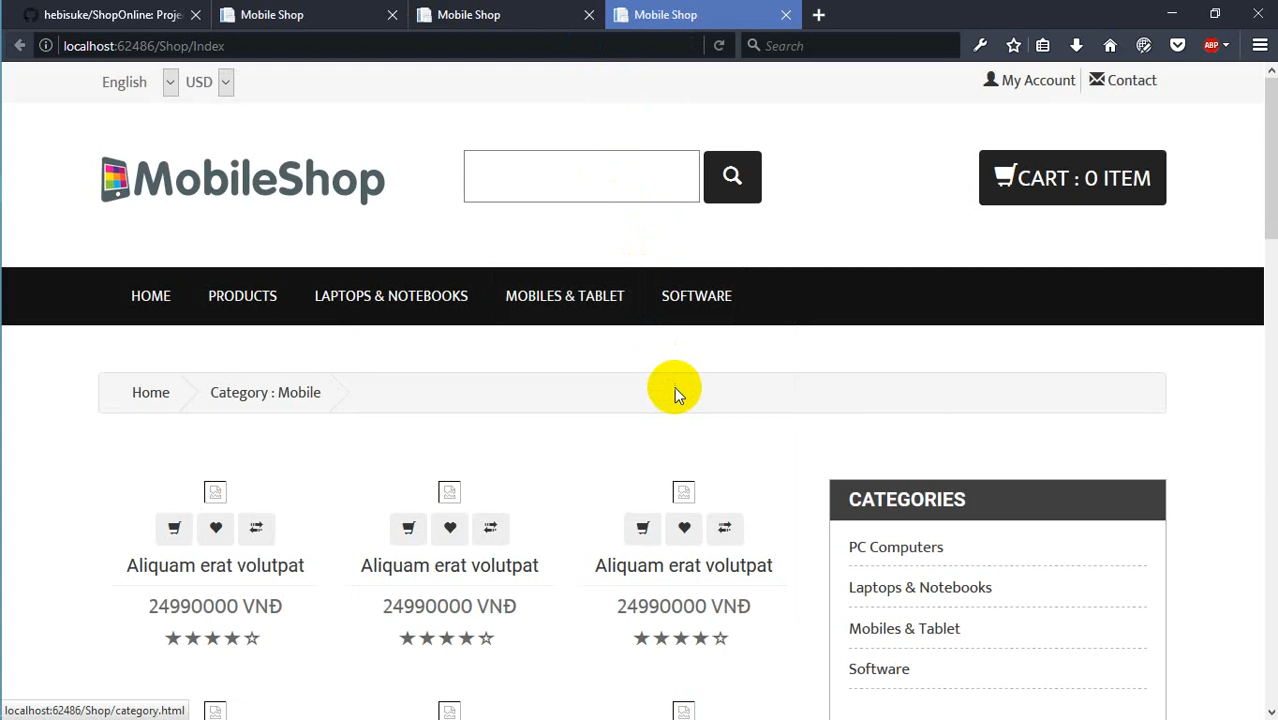 hebisuke/ShopOnline: Proje
Mobile Shop
Mobile Shop
Mobile Shop
localhost:62486/Shop/Index
Search
ABP
English
USD
My Account
Contact
MobileShop
CART : 0 ITEM
HOME
PRODUCTS
LAPTOPS & NOTEBOOKS
MOBILES & TABLET
SOFTWARE
Home
Category : Mobile
Aliquam erat volutpat
24990000 VNĐ
Aliquam erat volutpat
24990000 VNĐ
Aliquam erat volutpat
24990000 VNĐ
CATEGORIES
PC Computers
Laptops & Notebooks
Mobiles & Tablet
Software
localhost:62486/Shop/category.html